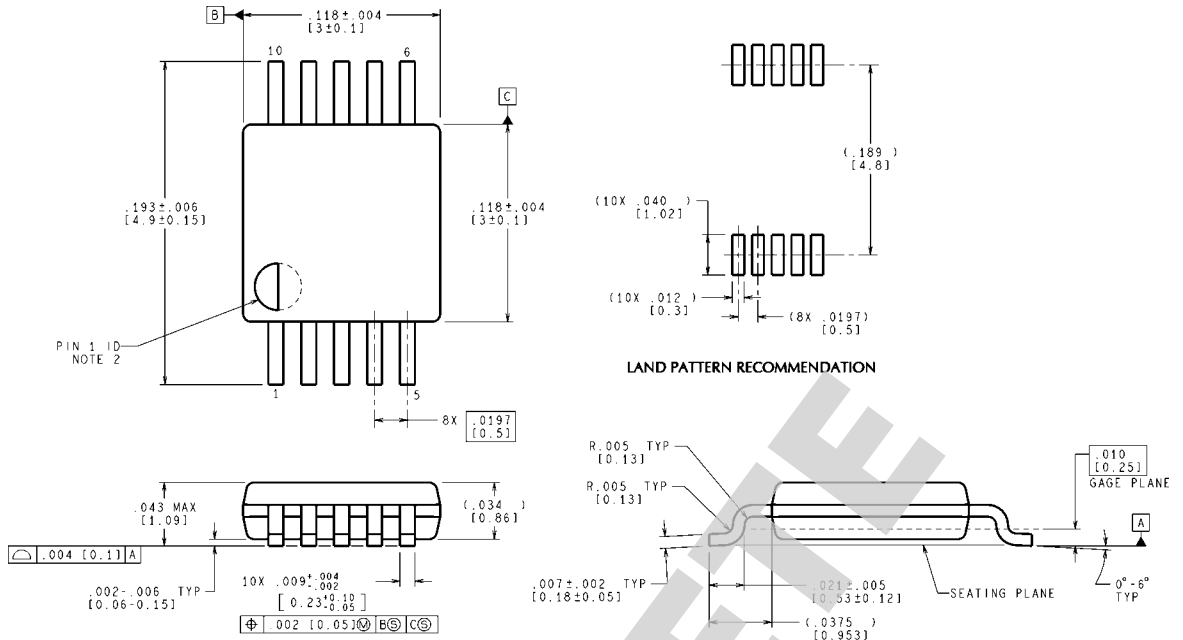 B
.118±.004
[3±0.1]
10
6
C
.193±.006
[4.9±0.15]
.118±.004
[3±0.1]
PIN 1 ID
NOTE 2
1
5
8X .0197
[0.5]
(.189 )
[4.8]
(10X .040 )
[1.02]
(10X .012 )
[0.3]
(8X .0197)
[0.5]
LAND PATTERN RECOMMENDATION
.043 MAX
[1.09]
(.034 )
[0.86]
⌓ .004 [0.1] A
.002-.006 TYP
[0.06-0.15]
10X .009 +.004 -.002
[ 0.23 +0.10 -0.05 ]
⌖ .002 [0.05]Ⓜ BⓈ CⓈ
R.005 TYP
[0.13]
R.005 TYP
[0.13]
.010
[0.25]
GAGE PLANE
A
.007±.002 TYP
[0.18±0.05]
.021±.005
[0.53±0.12]
SEATING PLANE
0°-6°
TYP
(.0375 )
[0.953]
ETE